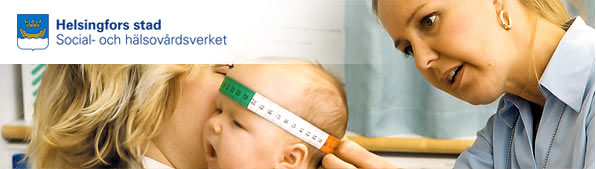 Helsingfors stad
Social- och hälsovårdsverket